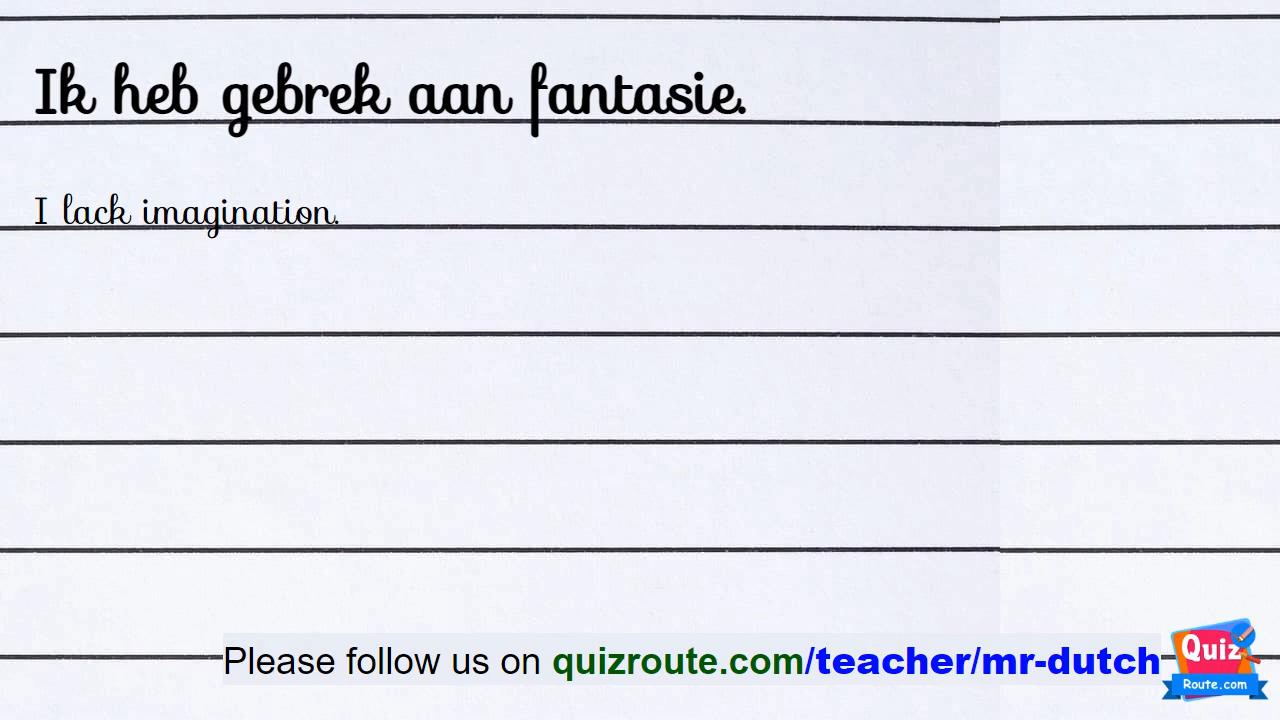 Ik heb gebrek aan fantasie.
I lack imagination.
Please follow us on quizroute.com/teacher/mr-dutch
Quiz
Route.com